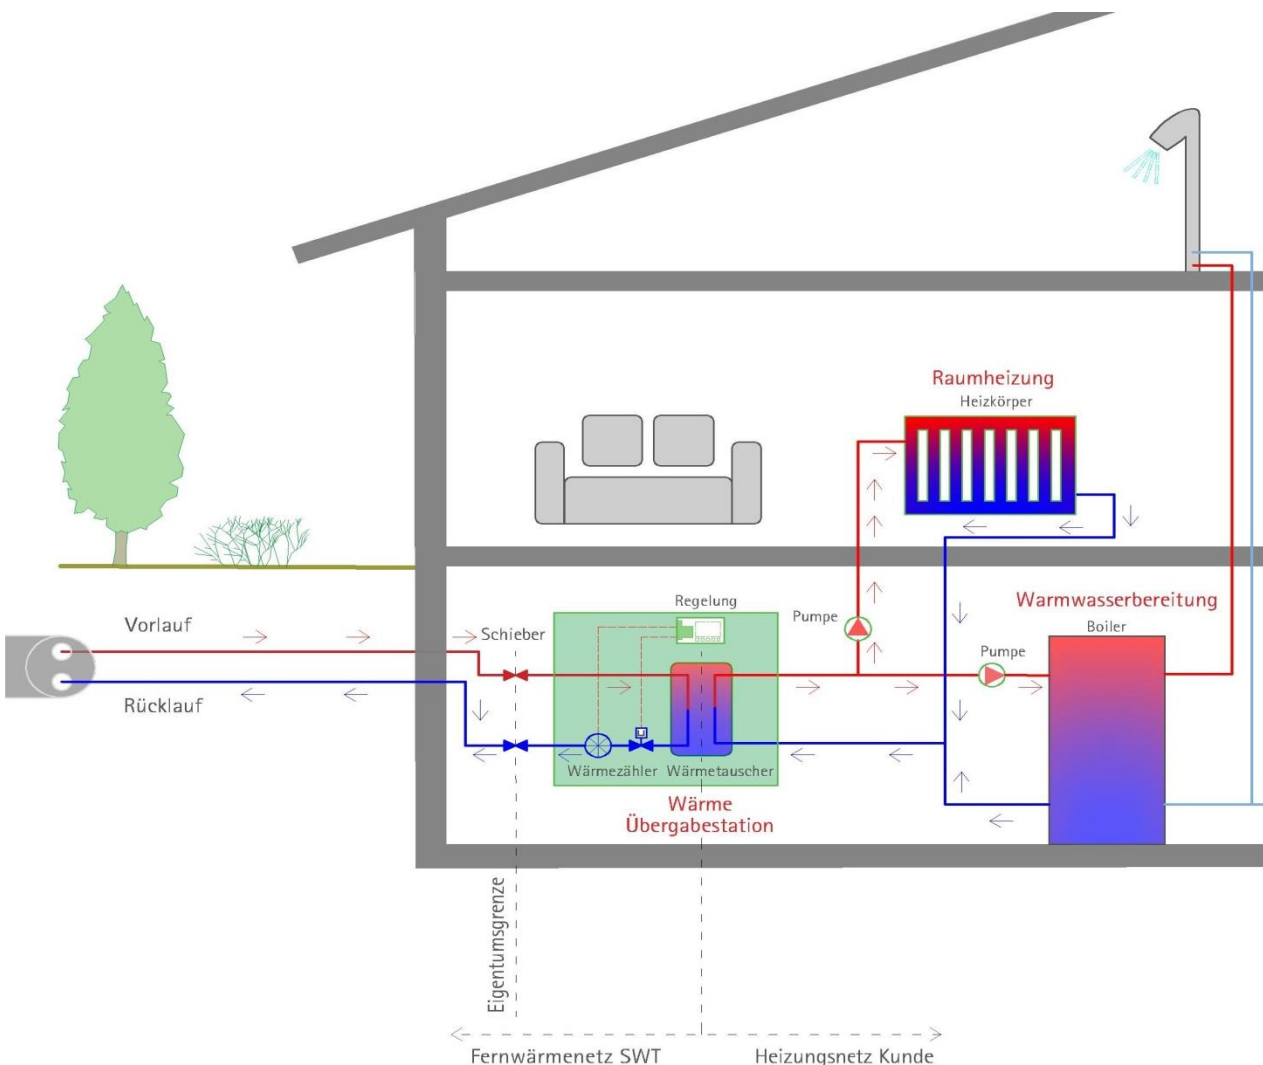 Raumheizung
Heizkörper
Regelung
Pumpe
Warmwasserbereitung
Boiler
Vorlauf
Schieber
Pumpe
Rücklauf
Wärmezähler
Wärmetauscher
Wärme
Übergabestation
Eigentumsgrenze
Fernwärmenetz SWT
Heizungsnetz Kunde